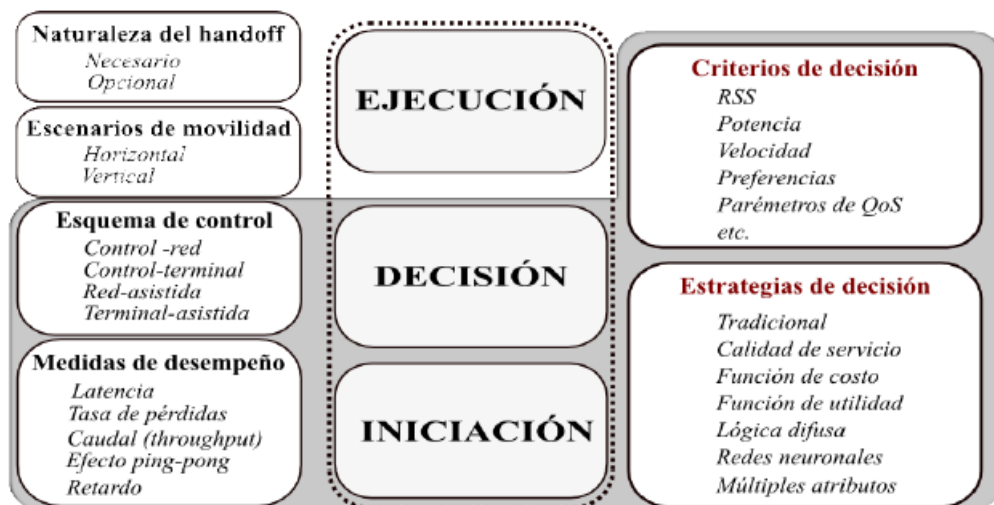 Naturaleza del handoff
Necesario
Opcional
Escenarios de movilidad
Horizontal
Vertical
Esquema de control
Control -red
Control-terminal
Red-asistida
Terminal-asistida
Medidas de desempeño
Latencia
Tasa de pérdidas
Caudal (throughput)
Efecto ping-pong
Retardo
EJECUCIÓN
DECISIÓN
INICIACIÓN
Criterios de decisión
RSS
Potencia
Velocidad
Preferencias
Parémetros de QoS
etc.
Estrategias de decisión
Tradicional
Calidad de servicio
Función de costo
Función de utilidad
Lógica difusa
Redes neuronales
Múltiples atributos